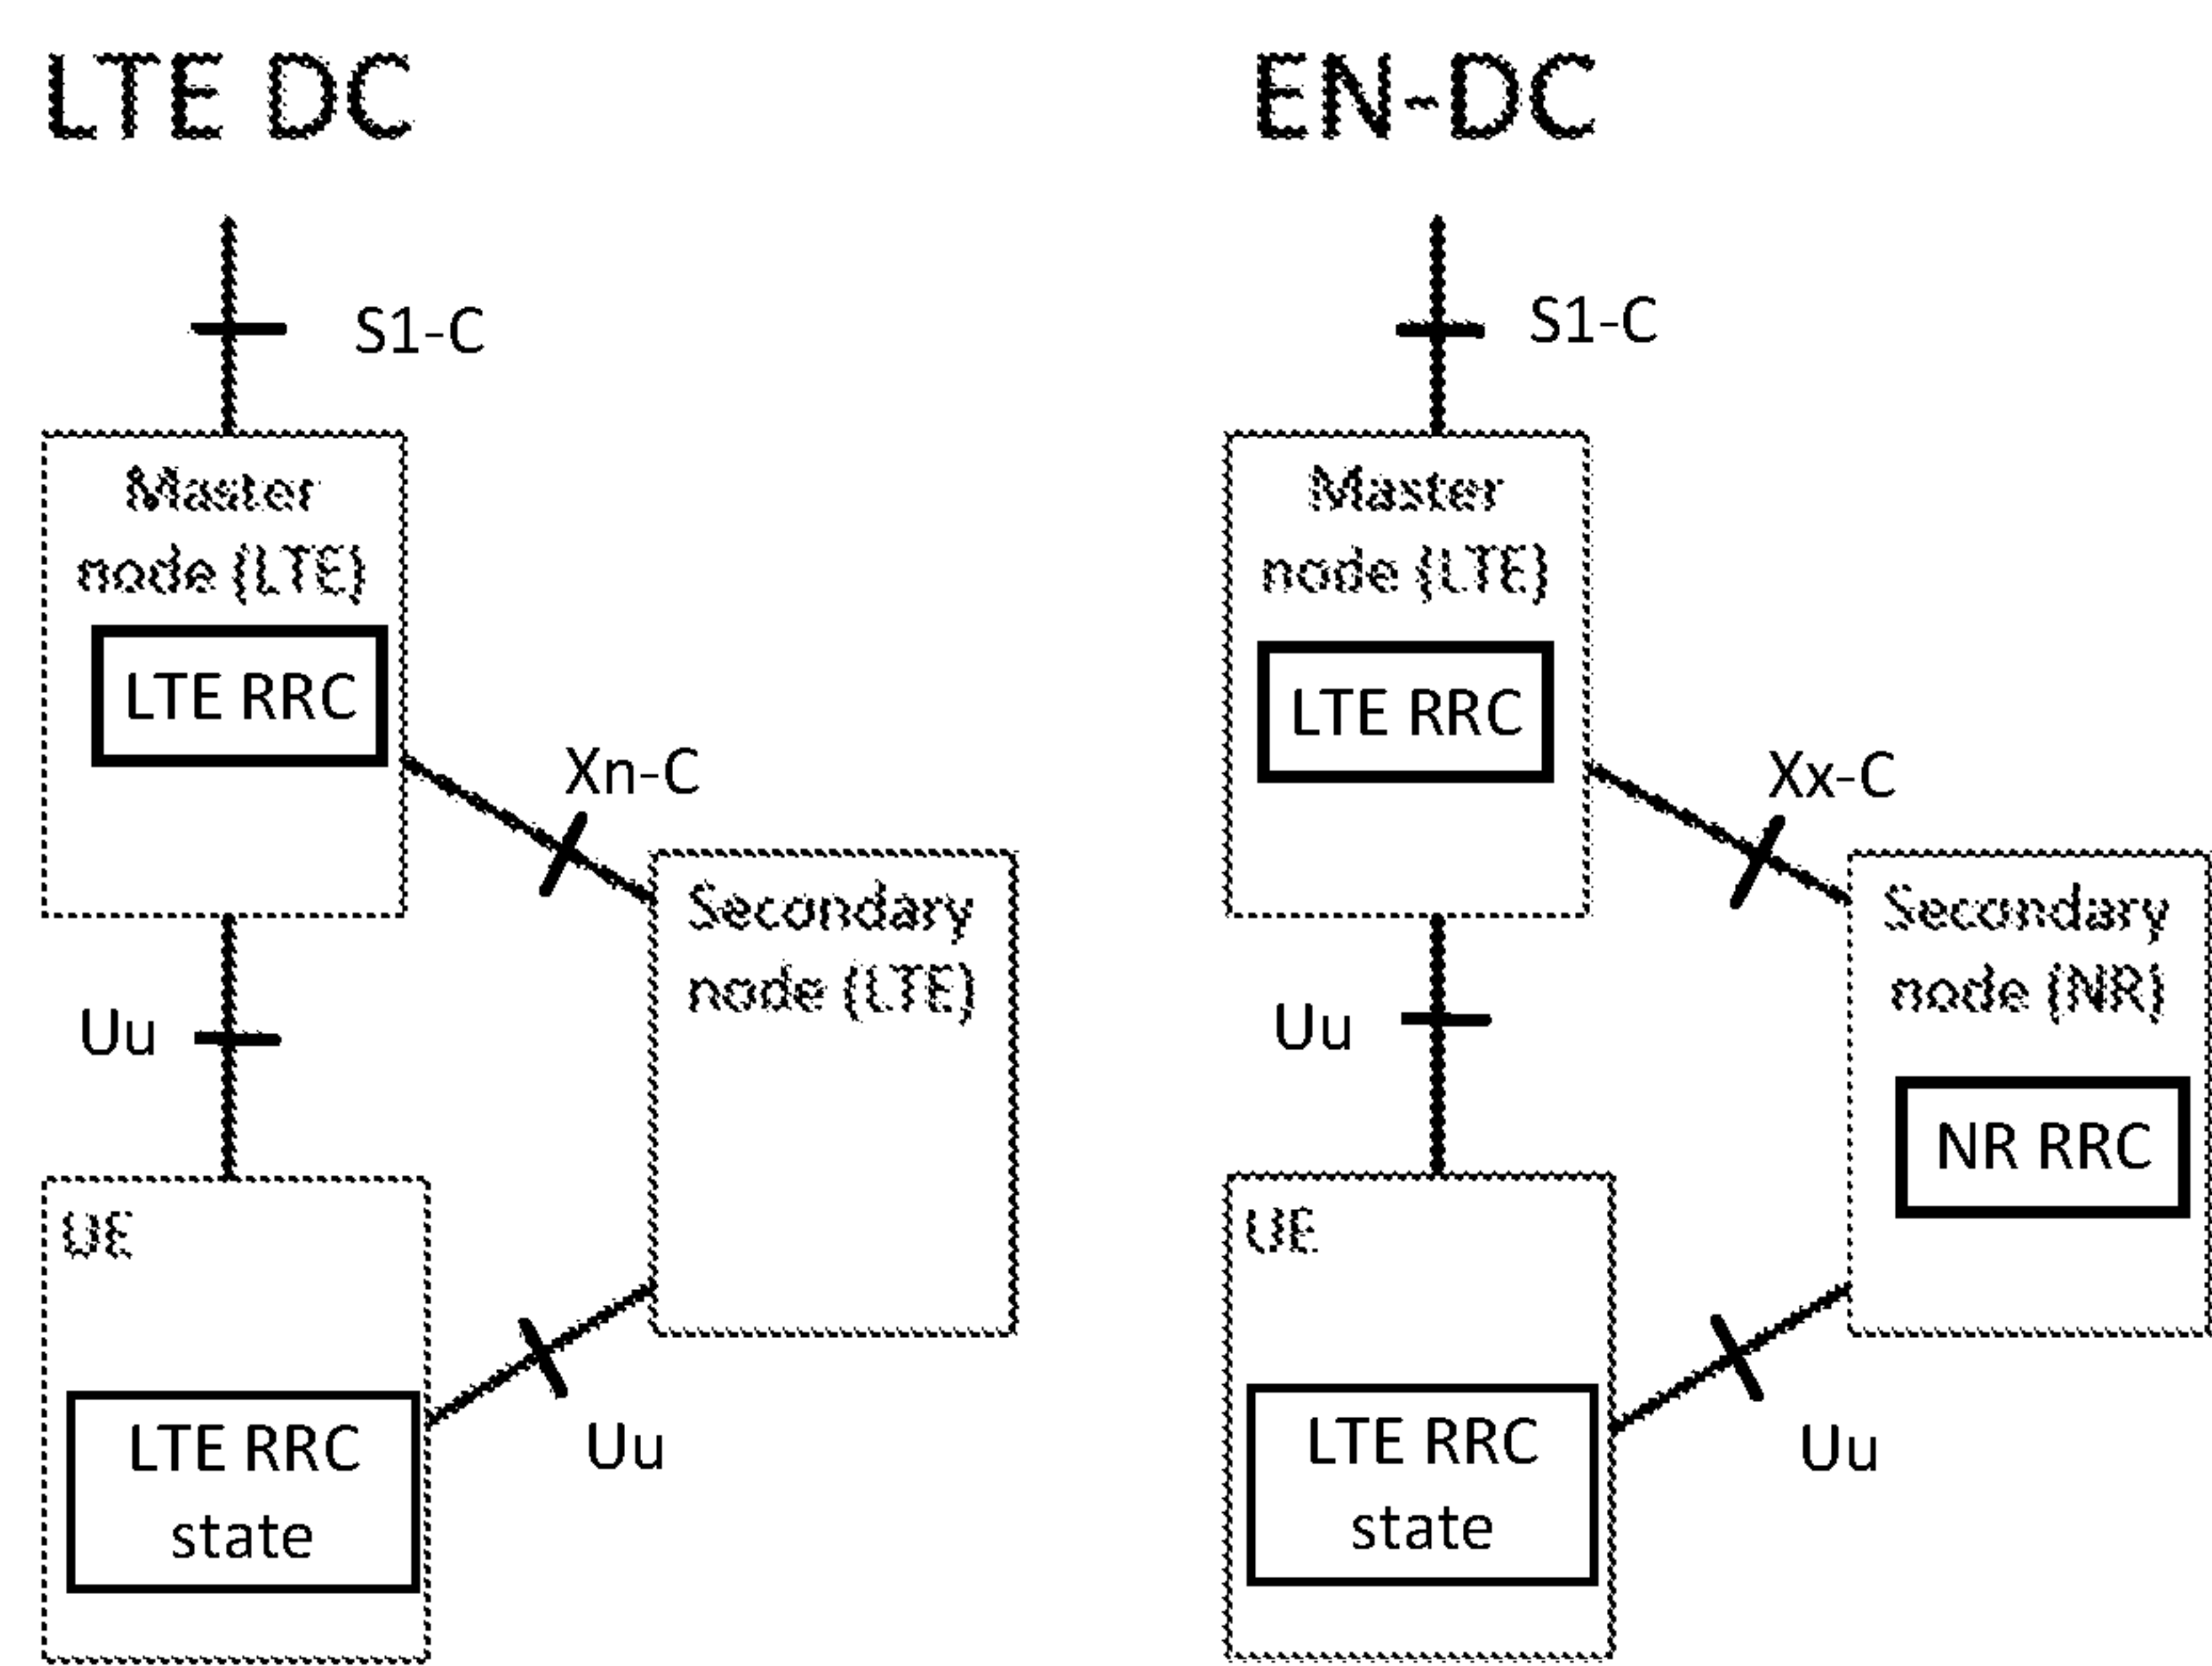 LTE DC
S1-C
Master
node (LTE)
LTE RRC
Xn-C
Secondary
node (LTE)
Uu
UE
LTE RRC
state
Uu
EN-DC
S1-C
Master
node (LTE)
LTE RRC
Xx-C
Secondary
node (NR)
NR RRC
Uu
UE
LTE RRC
state
Uu